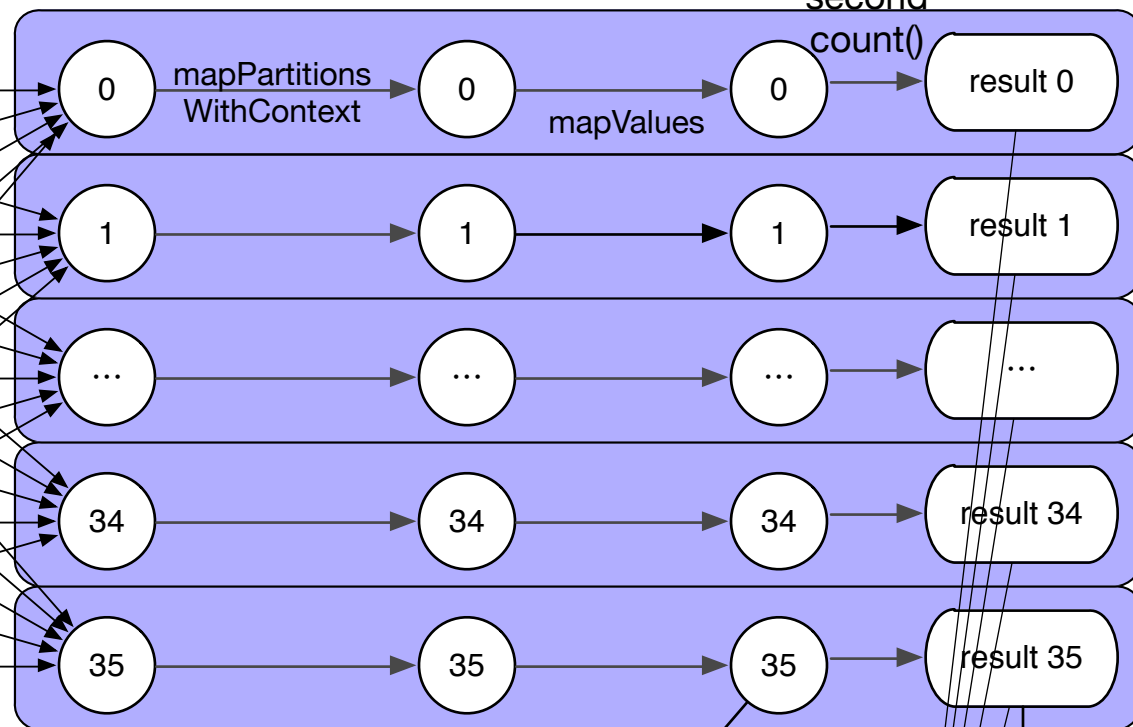 second
count()
0
mapPartitions
WithContext
0
mapValues
0
result 0
1
1
1
result 1
...
...
...
...
34
34
34
result 34
35
35
35
result 35